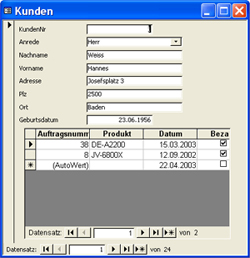 Kunden
KundenNr 1
Anrede Herr
Nachname Weiss
Vorname Hannes
Adresse Josefsplatz 3
Plz 2500
Ort Baden
Geburtsdatum 23.06.1956
Auftragsnumm Produkt Datum Beza
38 DE-A2200 15.03.2003
8 JV-6800X 12.09.2002
(AutoWert) 22.04.2003
Datensatz: 1 von 2
Datensatz: 1 von 24